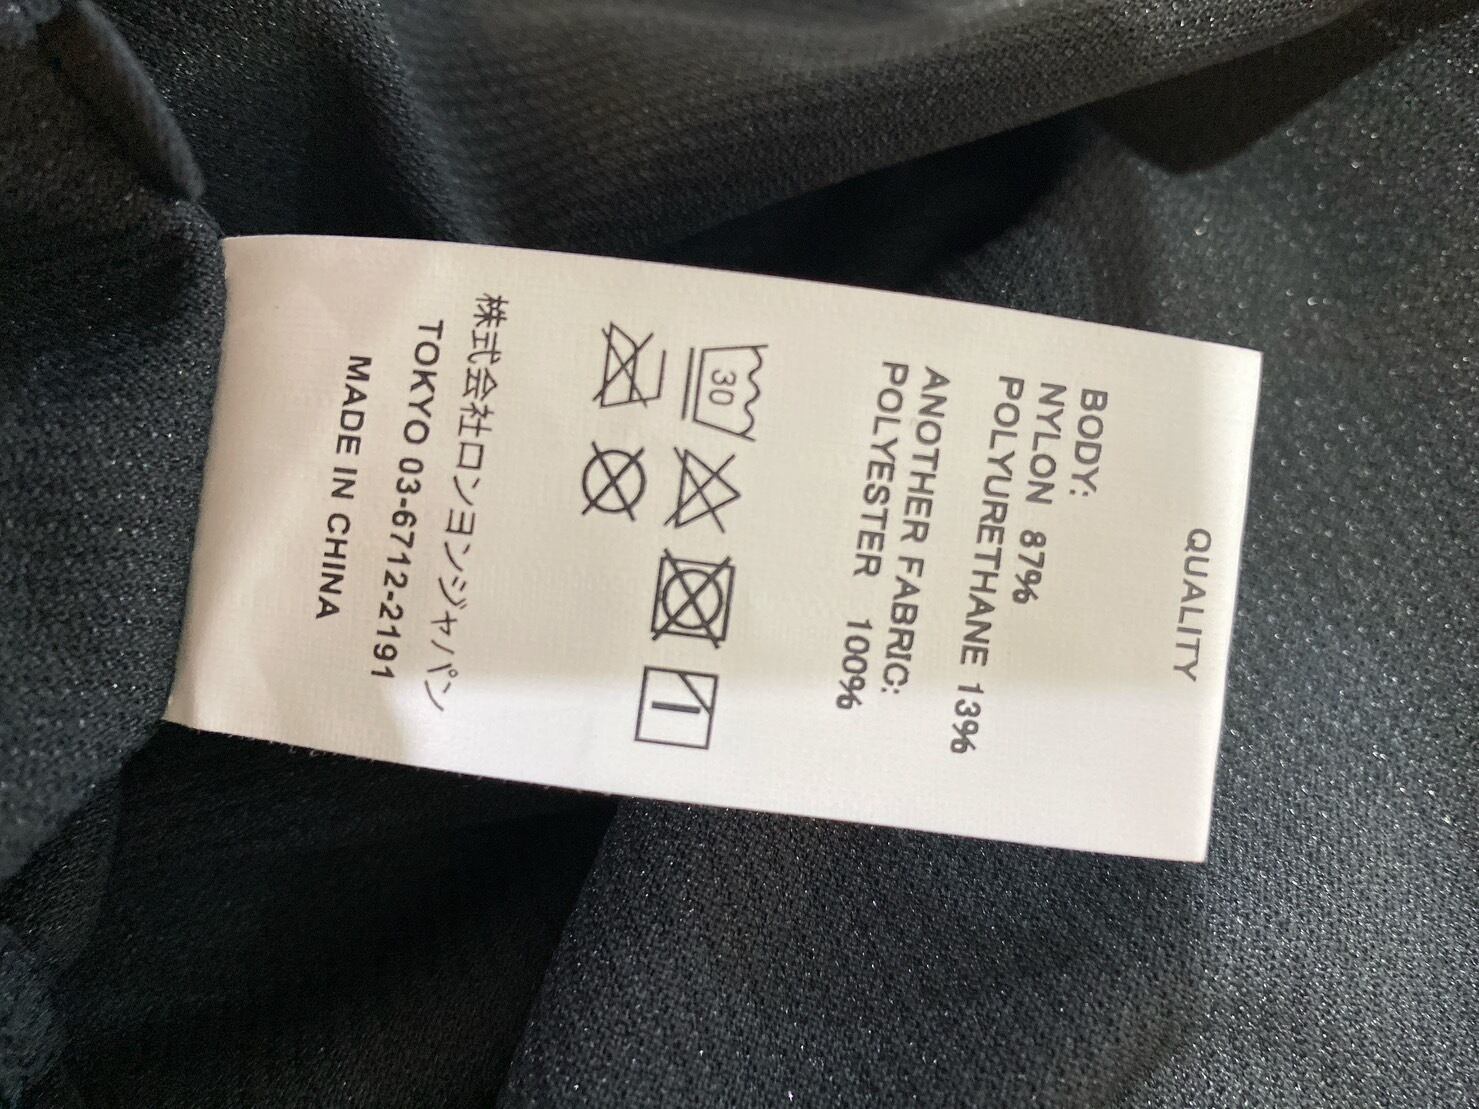 QUALITY
BODY:
NYLON 87%
POLYURETHANE 13%
ANOTHER FABRIC:
POLYESTER 100%
30
株式会社ロンヨンジャパン
TOKYO 03-6712-2191
MADE IN CHINA